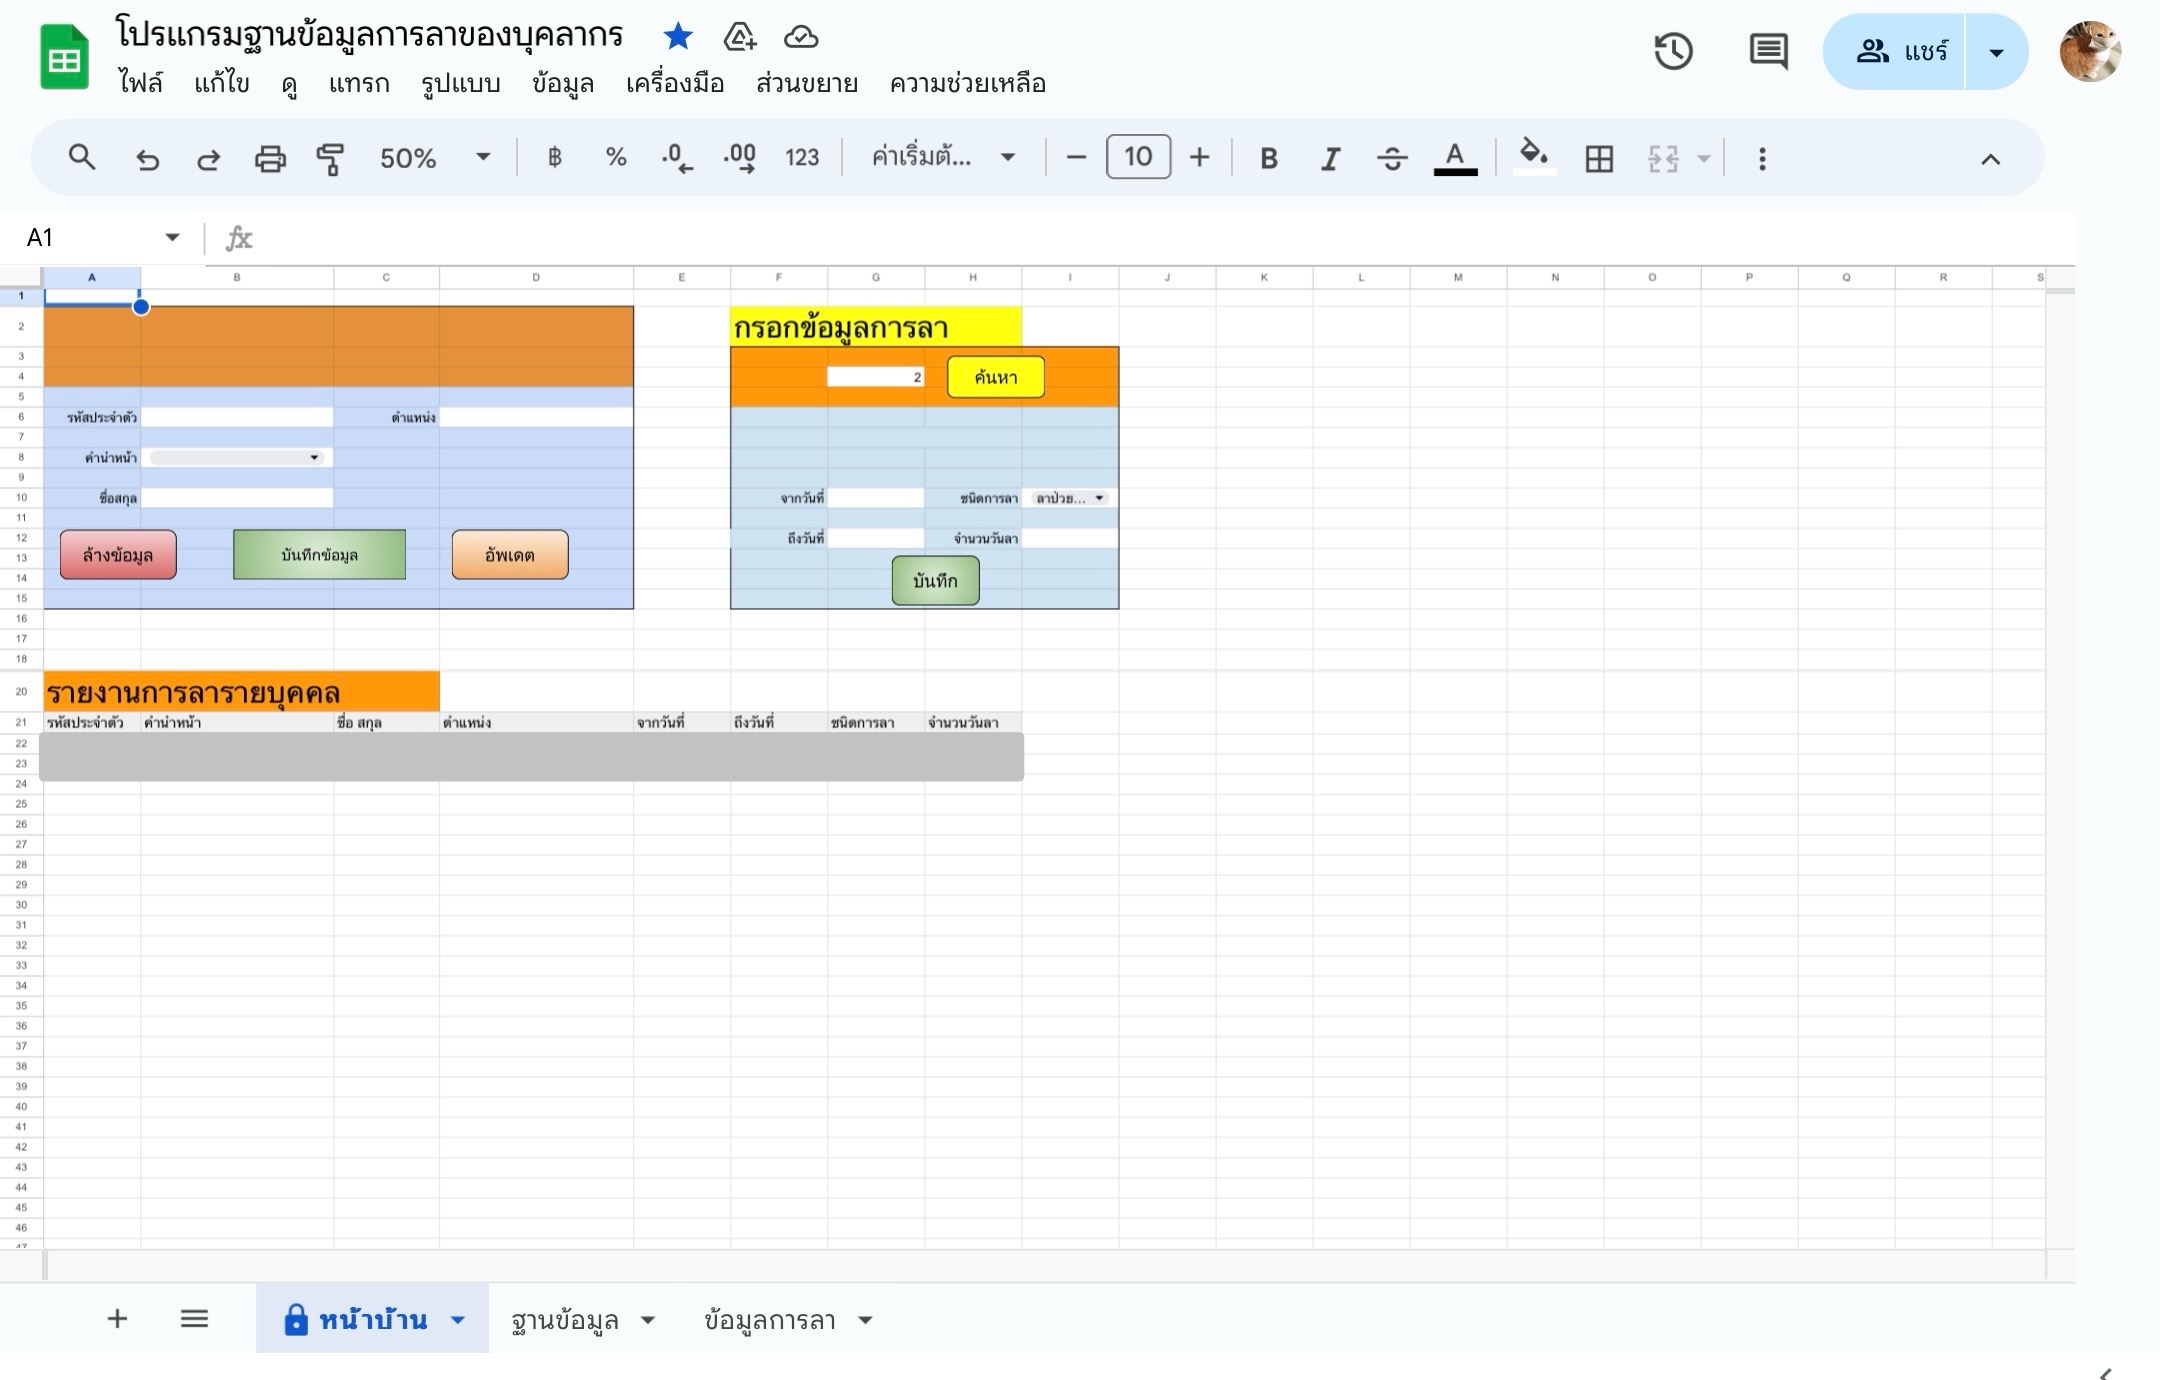 โปรแกรมฐานข้อมูลการลาของบุคลากร
ไฟล์ แก้ไข ดู แทรก รูปแบบ ข้อมูล เครื่องมือ ส่วนขยาย ความช่วยเหลือ
แชร์
50% ฿ % .0 .00 123 ค่าเริ่มต้... 10 B I S A
A1 fx
A B C D E F G H I J K L M N O P Q R S
1
2 กรอกข้อมูลการลา
3
4 2 ค้นหา
5
6 รหัสประจำตัว ตำแหน่ง
7
8 คำนำหน้า
9
10 ชื่อสกุล จากวันที่ ชนิดการลา ลาป่วย...
11
12 ถึงวันที่ จำนวนวันลา
13 ล้างข้อมูล บันทึกข้อมูล อัพเดต
14 บันทึก
15
16
17
18
20 รายงานการลารายบุคคล
21 รหัสประจำตัว คำนำหน้า ชื่อ สกุล ตำแหน่ง จากวันที่ ถึงวันที่ ชนิดการลา จำนวนวันลา
22
23
24
25
26
27
28
29
30
31
32
33
34
35
36
37
38
39
40
41
42
43
44
45
46
47
หน้าบ้าน ฐานข้อมูล ข้อมูลการลา